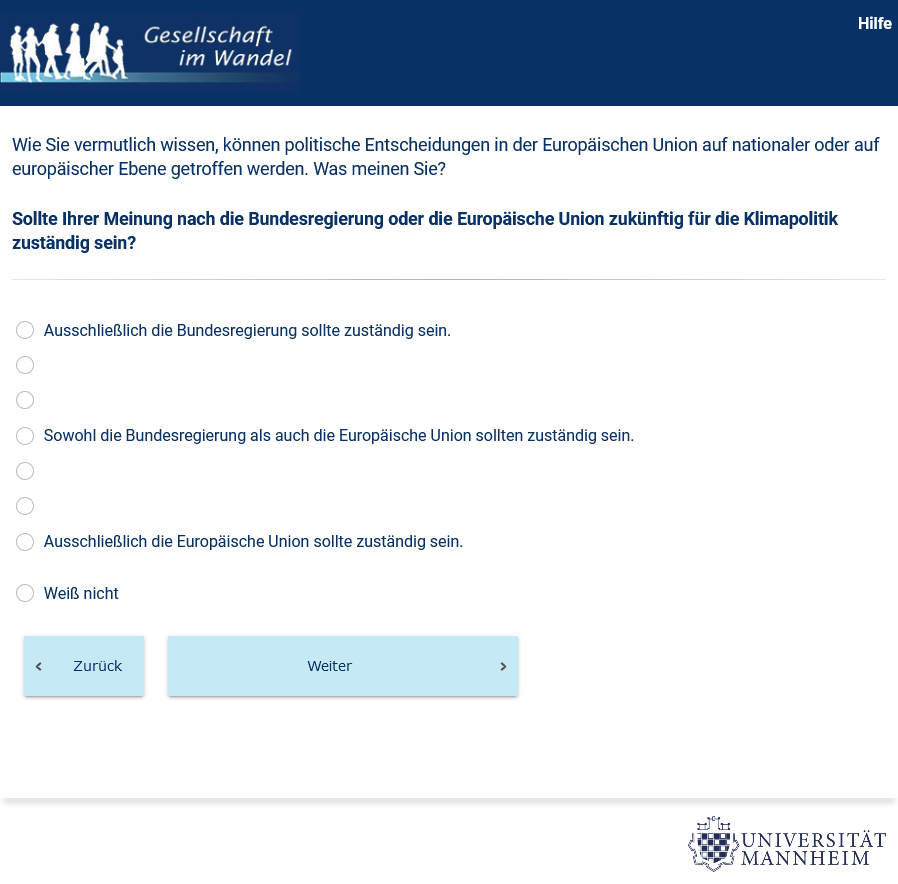 Gesellschaft
im Wandel
Hilfe
Wie Sie vermutlich wissen, können politische Entscheidungen in der Europäischen Union auf nationaler oder auf
europäischer Ebene getroffen werden. Was meinen Sie?
Sollte Ihrer Meinung nach die Bundesregierung oder die Europäische Union zukünftig für die Klimapolitik
zuständig sein?
Ausschließlich die Bundesregierung sollte zuständig sein.
Sowohl die Bundesregierung als auch die Europäische Union sollten zuständig sein.
Ausschließlich die Europäische Union sollte zuständig sein.
Weiß nicht
Zurück
Weiter
UNIVERSITÄT
MANNHEIM